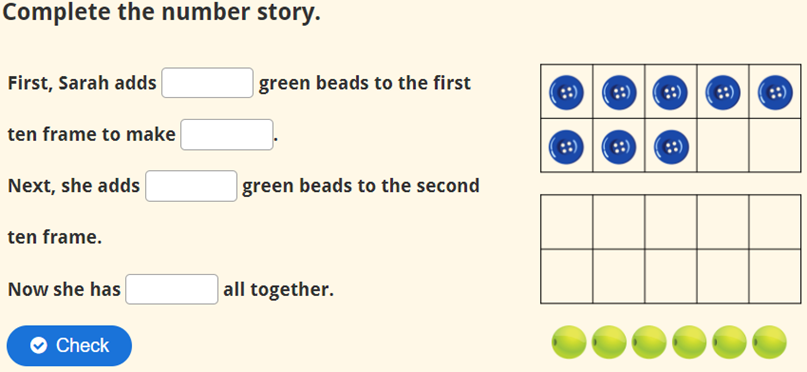 Complete the number story.
First, Sarah adds green beads to the first
ten frame to make .
Next, she adds green beads to the second
ten frame.
Now she has all together.
Check